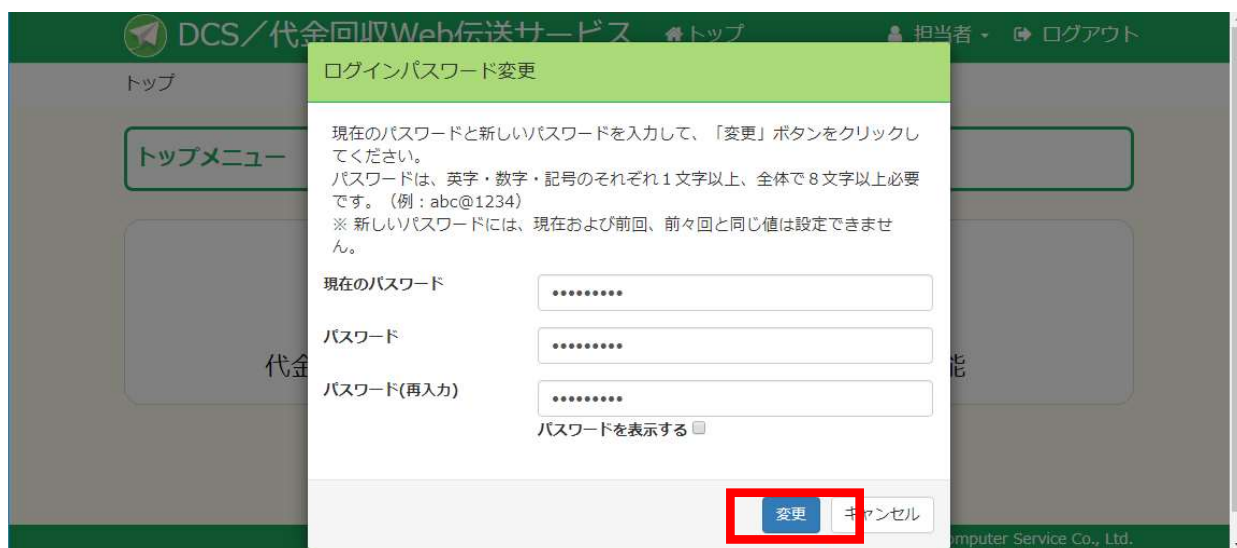 DCS／代金回収Web伝送サービス トップ 担当者 ログアウト
トップ
トップメニュー
ログインパスワード変更
現在のパスワードと新しいパスワードを入力して、「変更」ボタンをクリックし
てください。
パスワードは、英字・数字・記号のそれぞれ１文字以上、全体で８文字以上必要
です。（例：abc@1234）
※ 新しいパスワードには、現在および前回、前々回と同じ値は設定できませ
ん。
現在のパスワード •••••••••
パスワード •••••••••
パスワード(再入力) •••••••••
パスワードを表示する
変更 キャンセル
代金
能
omputer Service Co., Ltd.